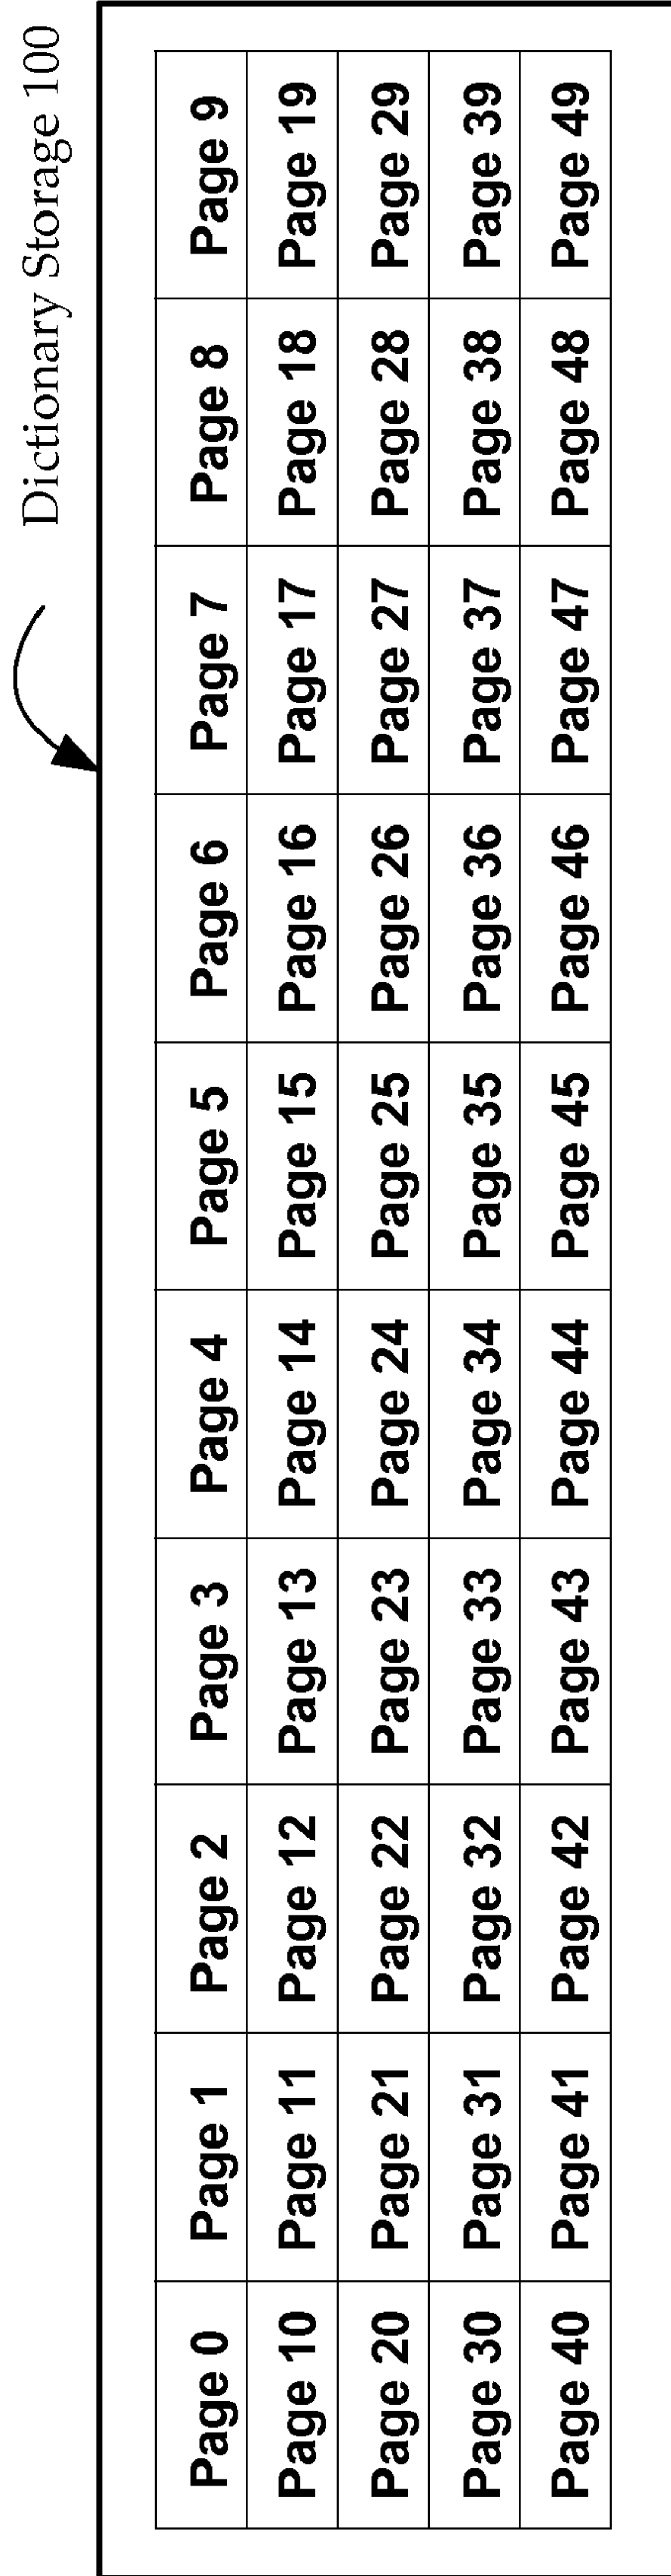 Dictionary Storage 100
Page 0 Page 1 Page 2 Page 3 Page 4 Page 5 Page 6 Page 7 Page 8 Page 9
Page 10 Page 11 Page 12 Page 13 Page 14 Page 15 Page 16 Page 17 Page 18 Page 19
Page 20 Page 21 Page 22 Page 23 Page 24 Page 25 Page 26 Page 27 Page 28 Page 29
Page 30 Page 31 Page 32 Page 33 Page 34 Page 35 Page 36 Page 37 Page 38 Page 39
Page 40 Page 41 Page 42 Page 43 Page 44 Page 45 Page 46 Page 47 Page 48 Page 49